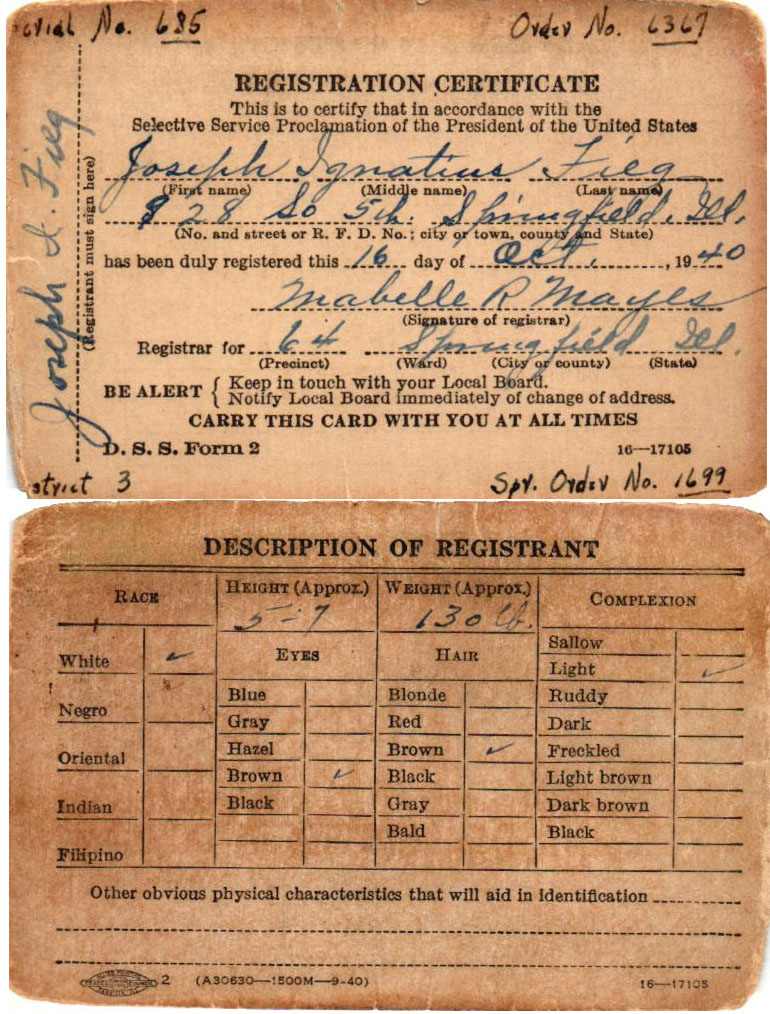 erial No. 685 Order No. 6367
REGISTRATION CERTIFICATE
This is to certify that in accordance with the
Selective Service Proclamation of the President of the United States
Joseph Ignatius Fieg
(First name) (Middle name) (Last name)
28 So 5th. Springfield, Ill.
(No. and street or R. F. D. No.; city or town, county and State)
has been duly registered this 16 day of Oct. , 1940
Mabelle R Mayes
(Signature of registrar)
Registrar for 64 Springfield Ill.
(Precinct) (Ward) (City or county) (State)
BE ALERT { Keep in touch with your Local Board.
Notify Local Board immediately of change of address.
CARRY THIS CARD WITH YOU AT ALL TIMES
D. S. S. Form 2 16—17105
strict 3 Spr. Order No. 1699
Joseph I. Fieg
(Registrant must sign here)
DESCRIPTION OF REGISTRANT
RACE HEIGHT (Approx.) WEIGHT (Approx.) COMPLEXION
5-7 130 lb.
EYES HAIR
White ✓
Negro
Oriental
Indian
Filipino
Blue
Gray
Hazel
Brown ✓
Black
Blonde
Red
Brown ✓
Black
Gray
Bald
Sallow
Light ✓
Ruddy
Dark
Freckled
Light brown
Dark brown
Black
Other obvious physical characteristics that will aid in identification
2 (A30630—1500M—9-40) 16—17105